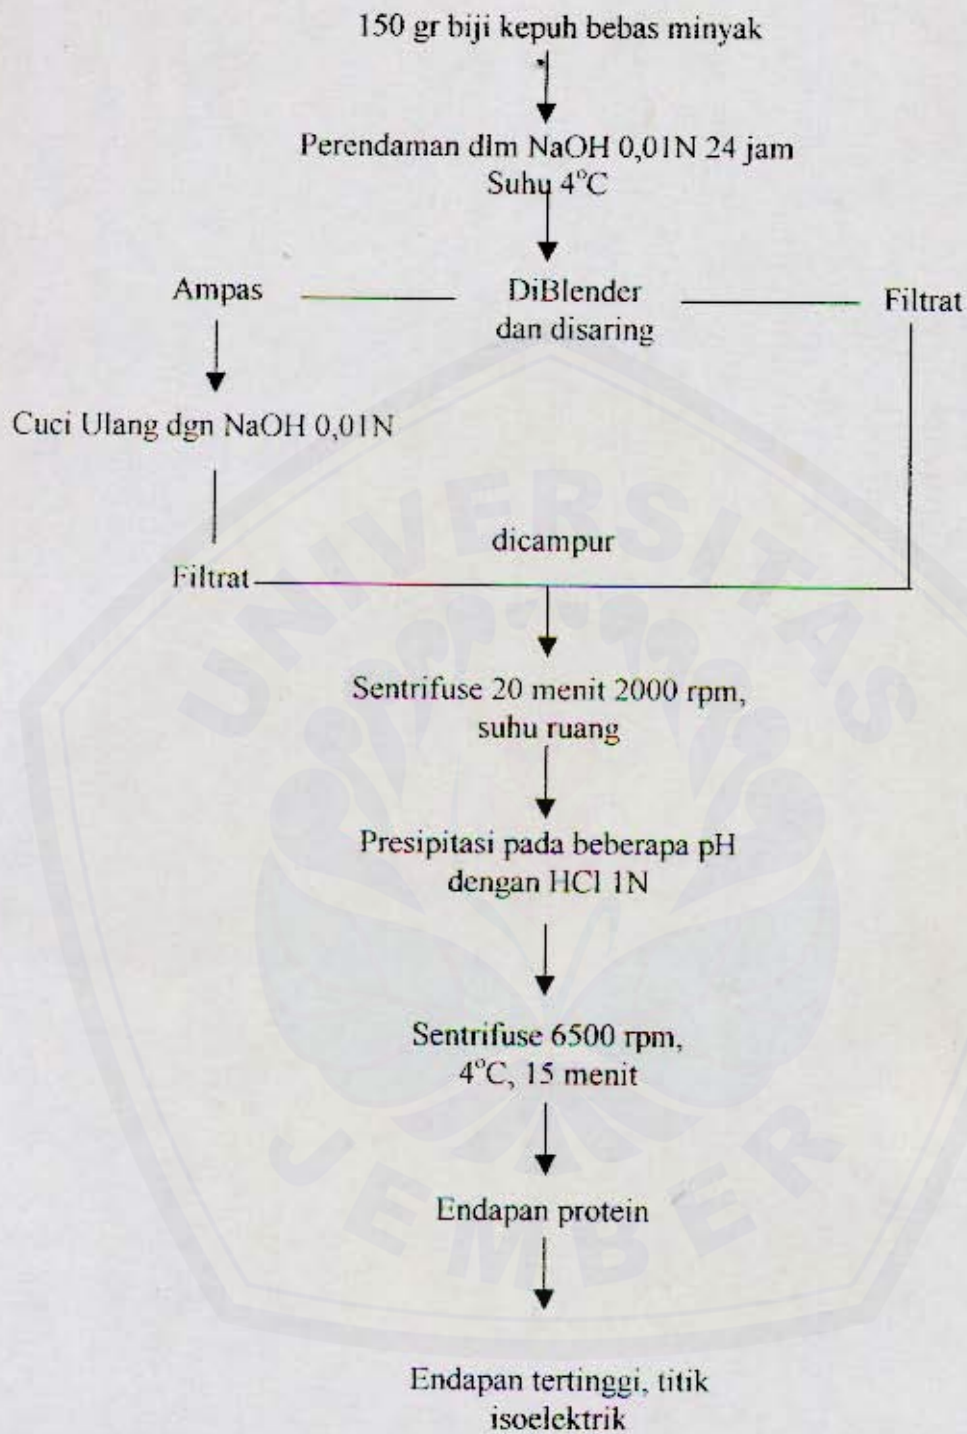 150 gr biji kepuh bebas minyak
Perendaman dlm NaOH 0,01N 24 jam
Suhu 4°C
Ampas
DiBlender
dan disaring
Filtrat
Cuci Ulang dgn NaOH 0,01N
dicampur
Filtrat
Sentrifuse 20 menit 2000 rpm,
suhu ruang
Presipitasi pada beberapa pH
dengan HCl 1N
Sentrifuse 6500 rpm,
4°C, 15 menit
Endapan protein
Endapan tertinggi, titik
isoelektrik
UNIVERSITAS
JEMBER